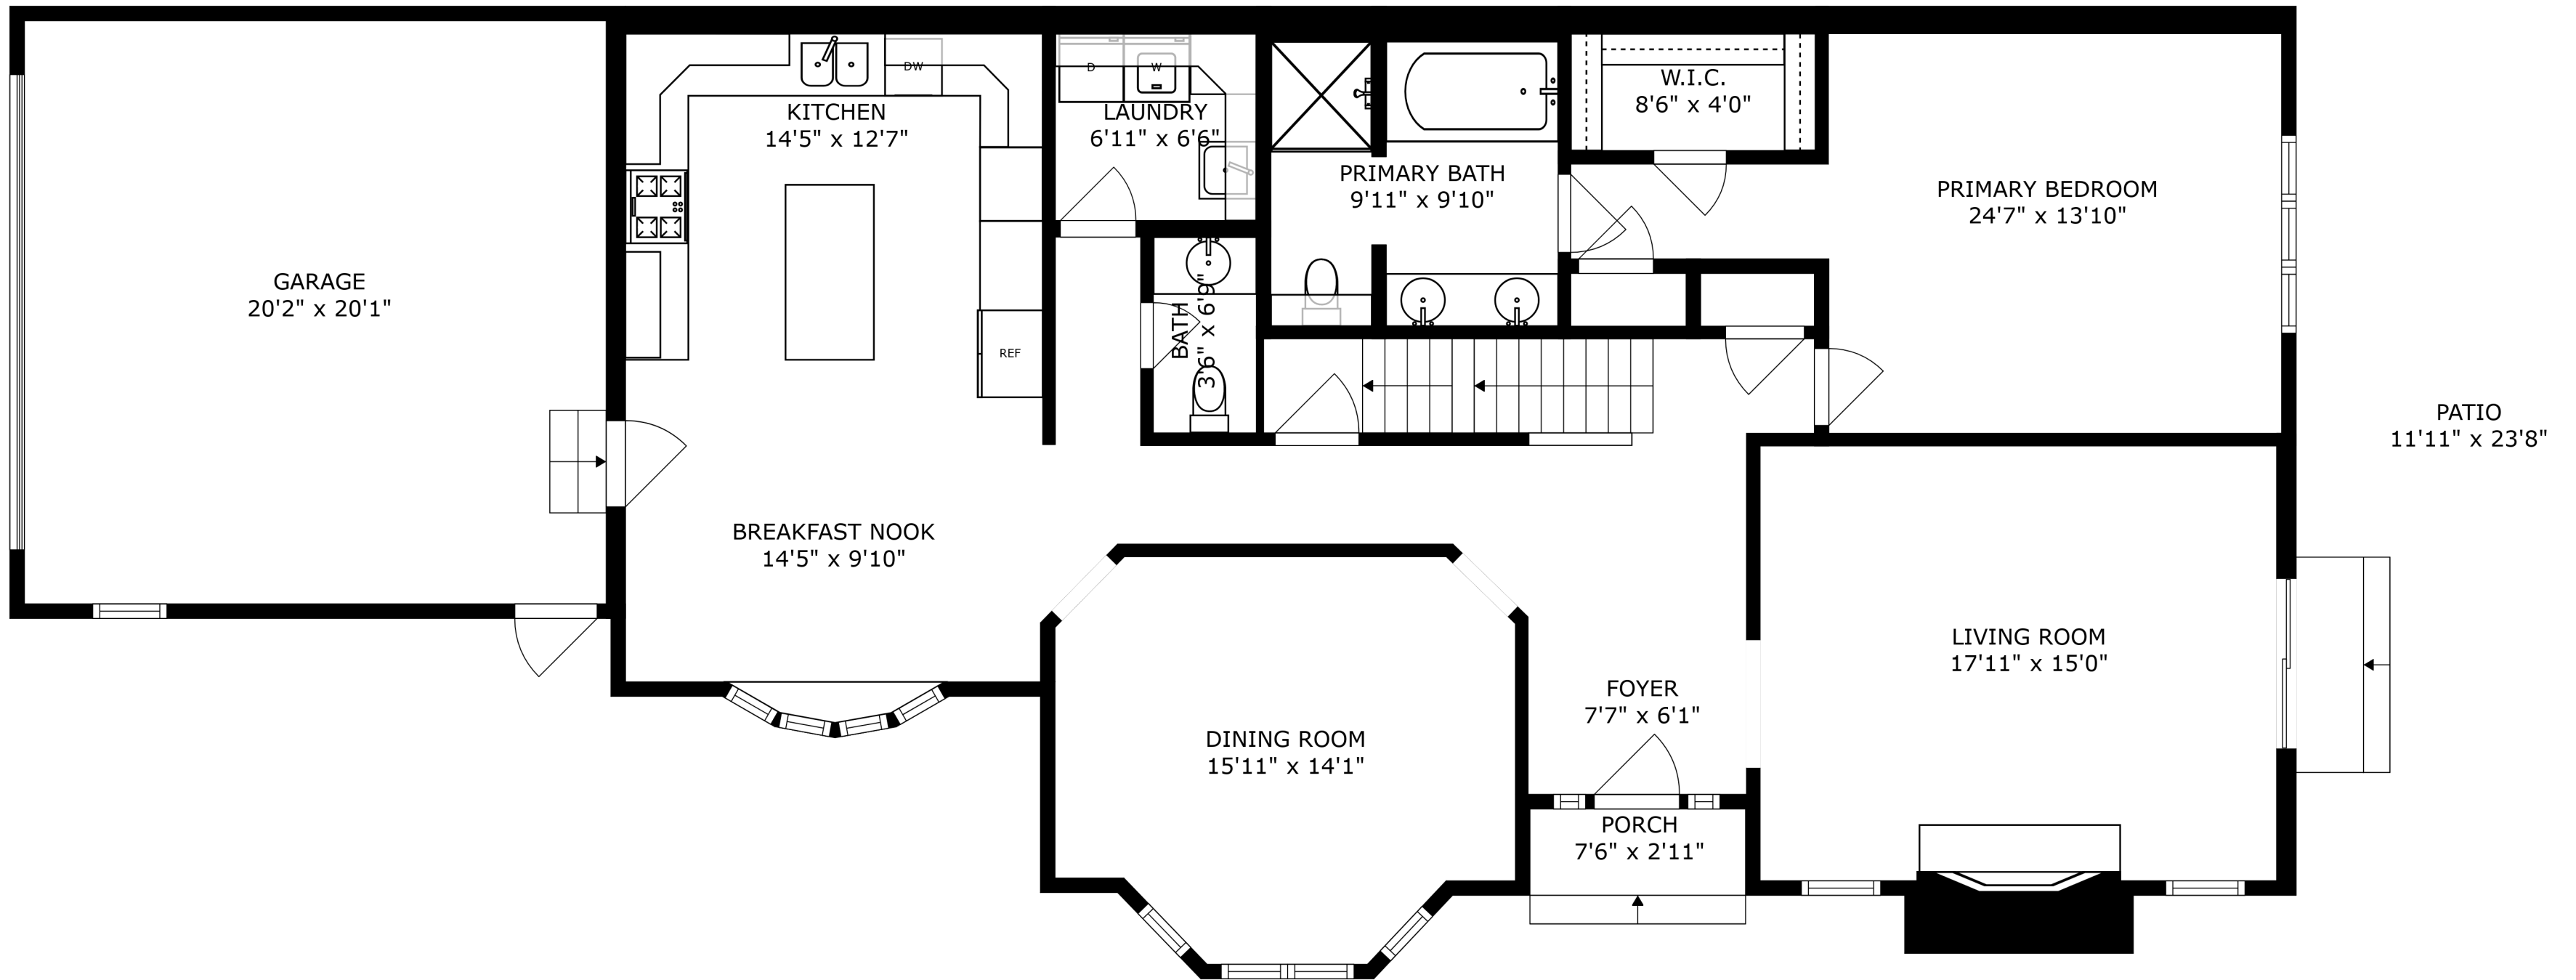 GARAGE
20'2" x 20'1"
KITCHEN
14'5" x 12'7"
DW
REF
BREAKFAST NOOK
14'5" x 9'10"
D
W
LAUNDRY
6'11" x 6'6"
BATH
3'6" x 6'9"
PRIMARY BATH
9'11" x 9'10"
W.I.C.
8'6" x 4'0"
PRIMARY BEDROOM
24'7" x 13'10"
PATIO
11'11" x 23'8"
LIVING ROOM
17'11" x 15'0"
FOYER
7'7" x 6'1"
DINING ROOM
15'11" x 14'1"
PORCH
7'6" x 2'11"